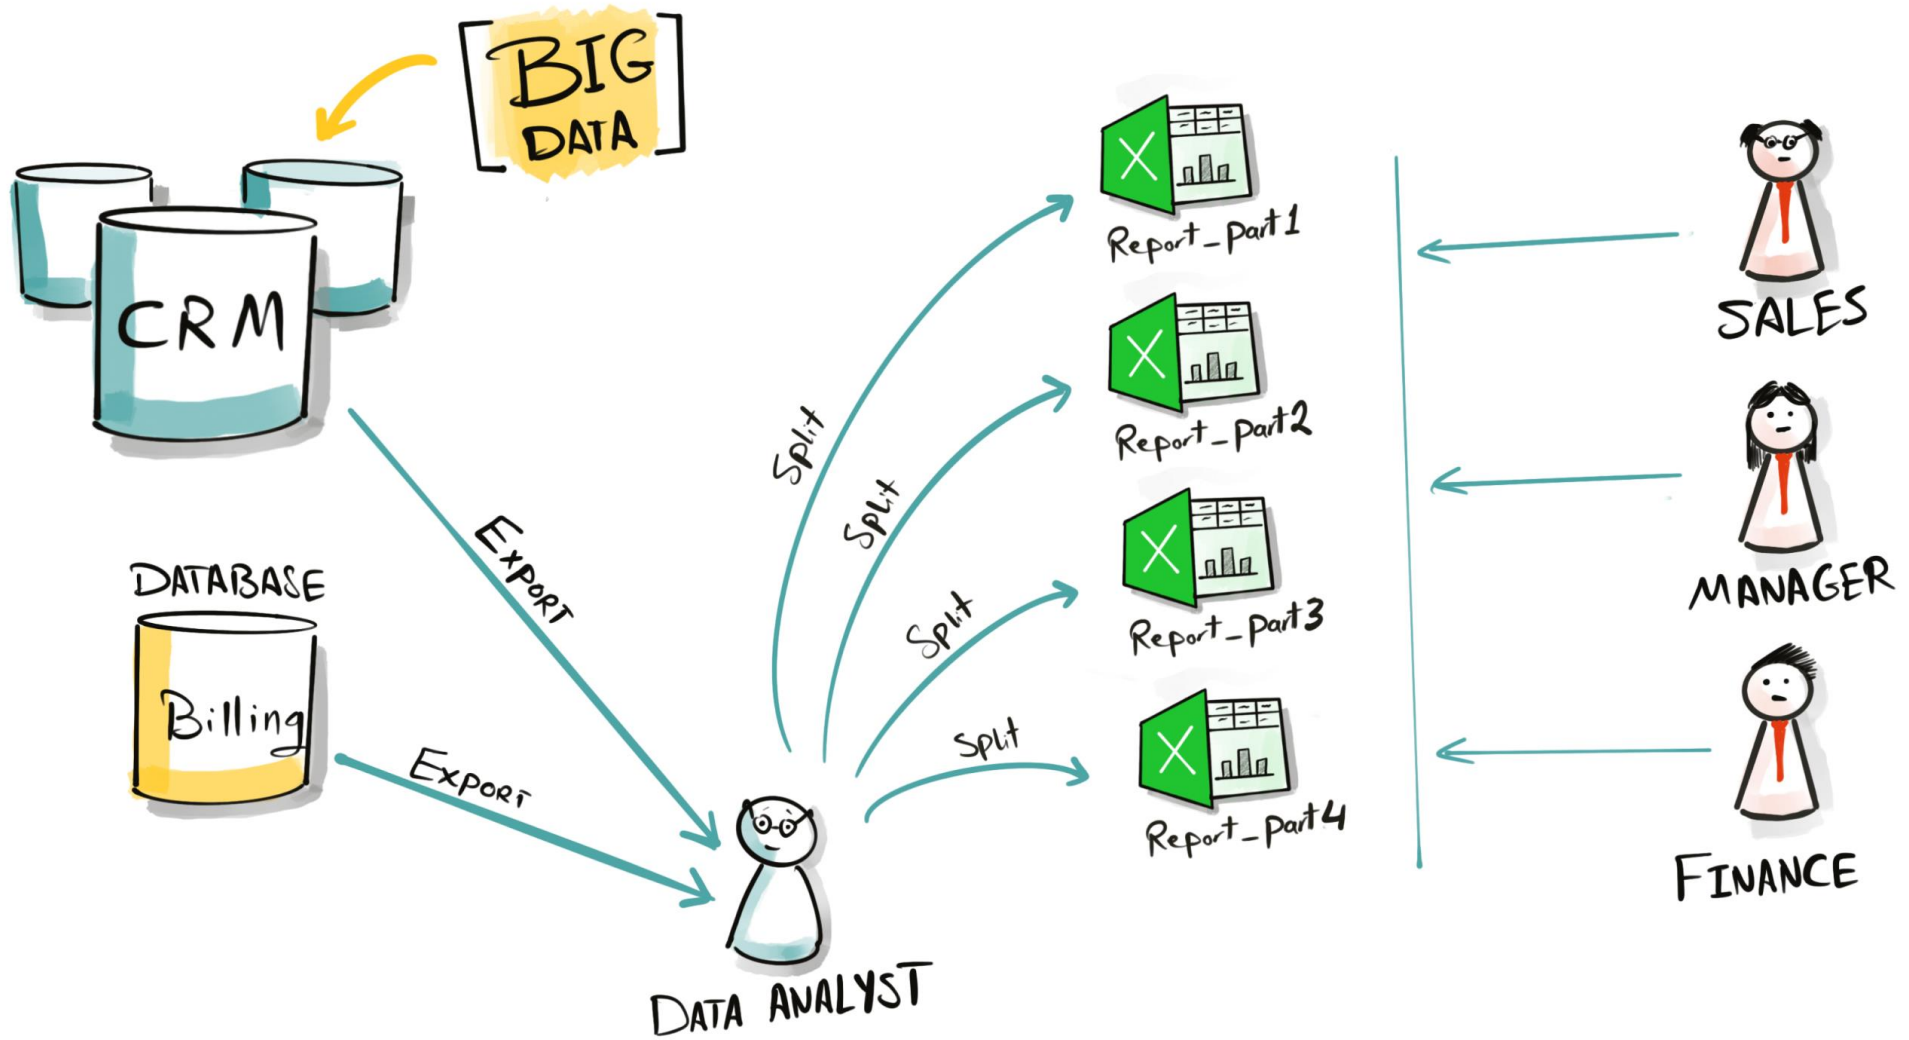 BIG
DATA
CRM
EXPORT
DATABASE
Billing
EXPORT
DATA ANALYST
Split
Split
Split
Split
X
Report_part1
X
Report_part2
X
Report_part3
X
Report_part4
SALES
MANAGER
FINANCE